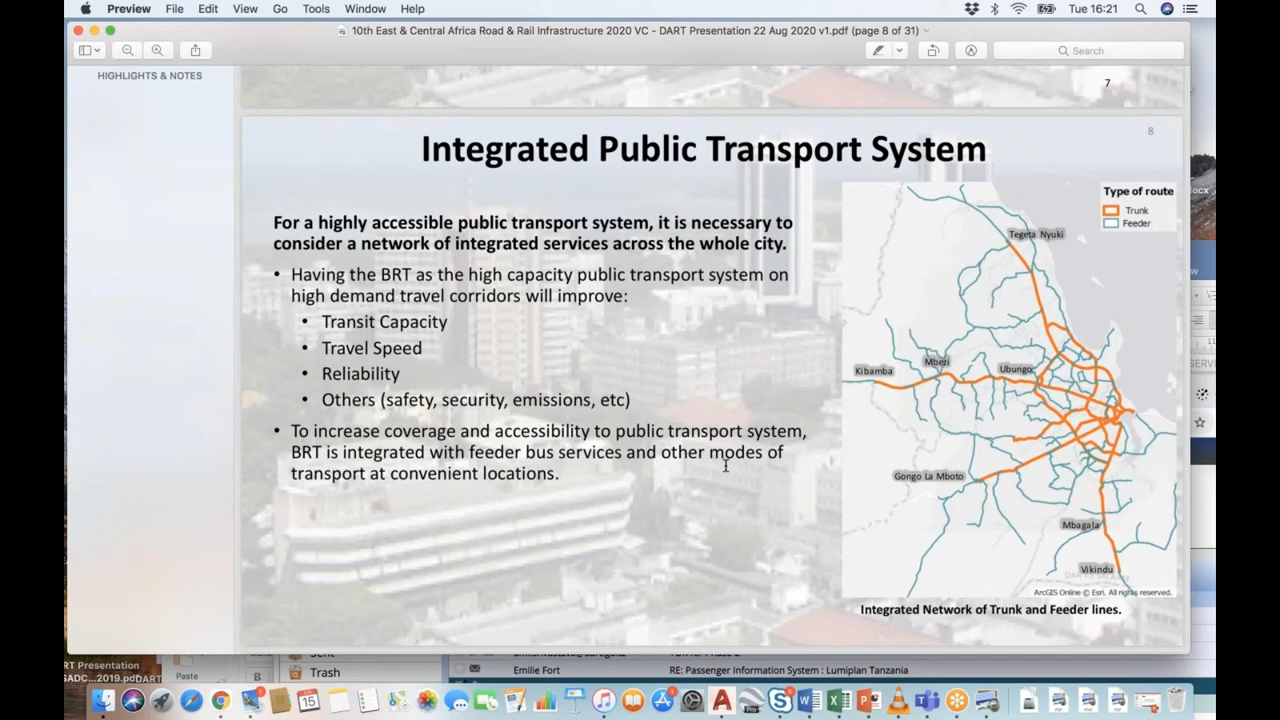 Preview File Edit View Go Tools Window Help
Tue 16:21
10th East & Central Africa Road & Rail Infrastructure 2020 VC - DART Presentation 22 Aug 2020 v1.pdf (page 8 of 31)
Search
HIGHLIGHTS & NOTES
7
8
Integrated Public Transport System
For a highly accessible public transport system, it is necessary to
consider a network of integrated services across the whole city.
• Having the BRT as the high capacity public transport system on
high demand travel corridors will improve:
• Transit Capacity
• Travel Speed
• Reliability
• Others (safety, security, emissions, etc)
• To increase coverage and accessibility to public transport system,
BRT is integrated with feeder bus services and other modes of
transport at convenient locations.
Type of route
Trunk
Feeder
Tegeta Nyuki
Mbezi
Kibamba
Ubungo
Gongo La Mboto
Mbagala
Vikindu
ArcGIS Online © Esri. All rights reserved.
Integrated Network of Trunk and Feeder lines.
RT Presentation
SADC...2019.pdf
DART
Paste
B
Sent
Trash
Emilie Fort
RE: Passenger Information System : Lumiplan Tanzania
15